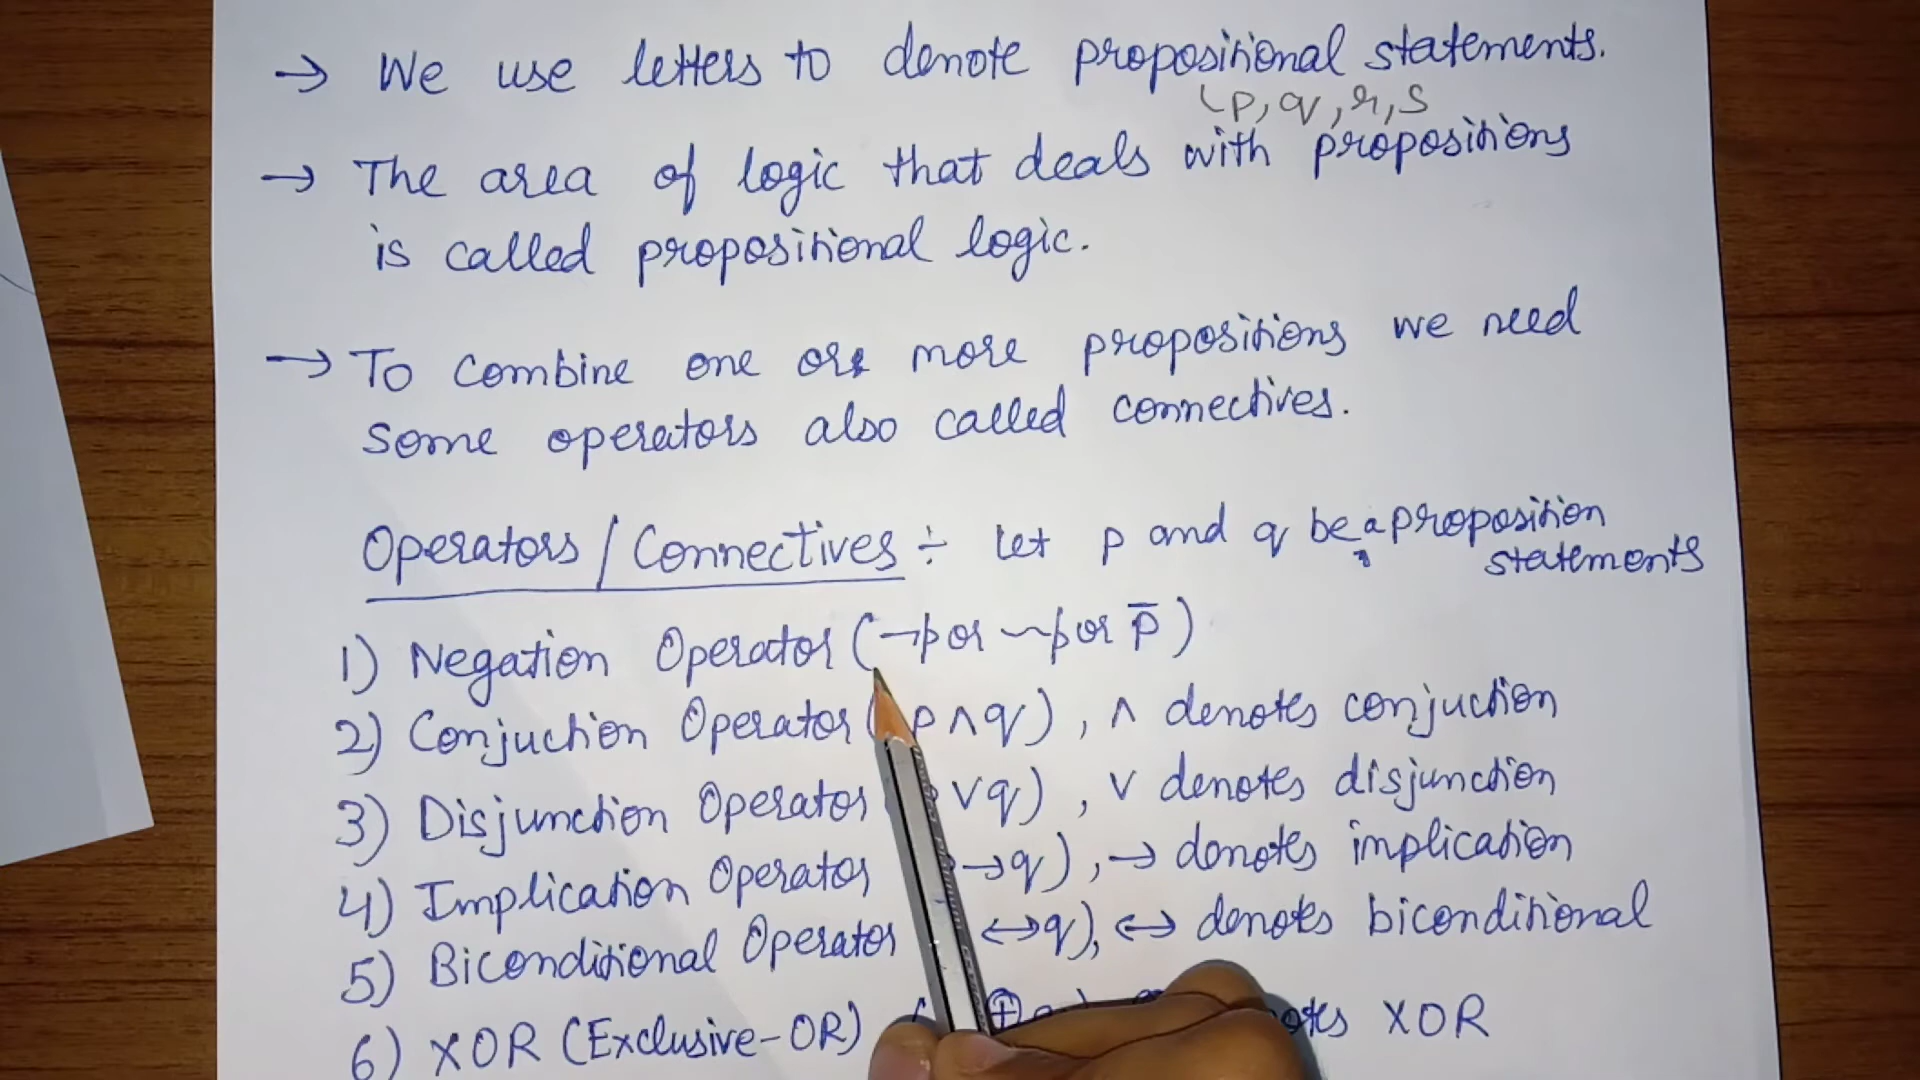 → We use letters to denote propositional statements.
(p, q, r, s
→ The area of logic that deals with propositions
is called propositional logic.
→ To combine one or more propositions we need
some operators also called connectives.
Operators / Connectives ÷ let p and q be a proposition
statements
1) Negation Operator (¬p or ~p or p̄)
2) Conjuction Operator (p ∧ q), ∧ denotes conjuction
3) Disjunction Operator ∨ q), ∨ denotes disjunction
4) Implication Operator → q), → denotes implication
5) Biconditional Operator ↔ q), ↔ denotes biconditional
6) XOR (Exclusive-OR) ( ⊕ XOR